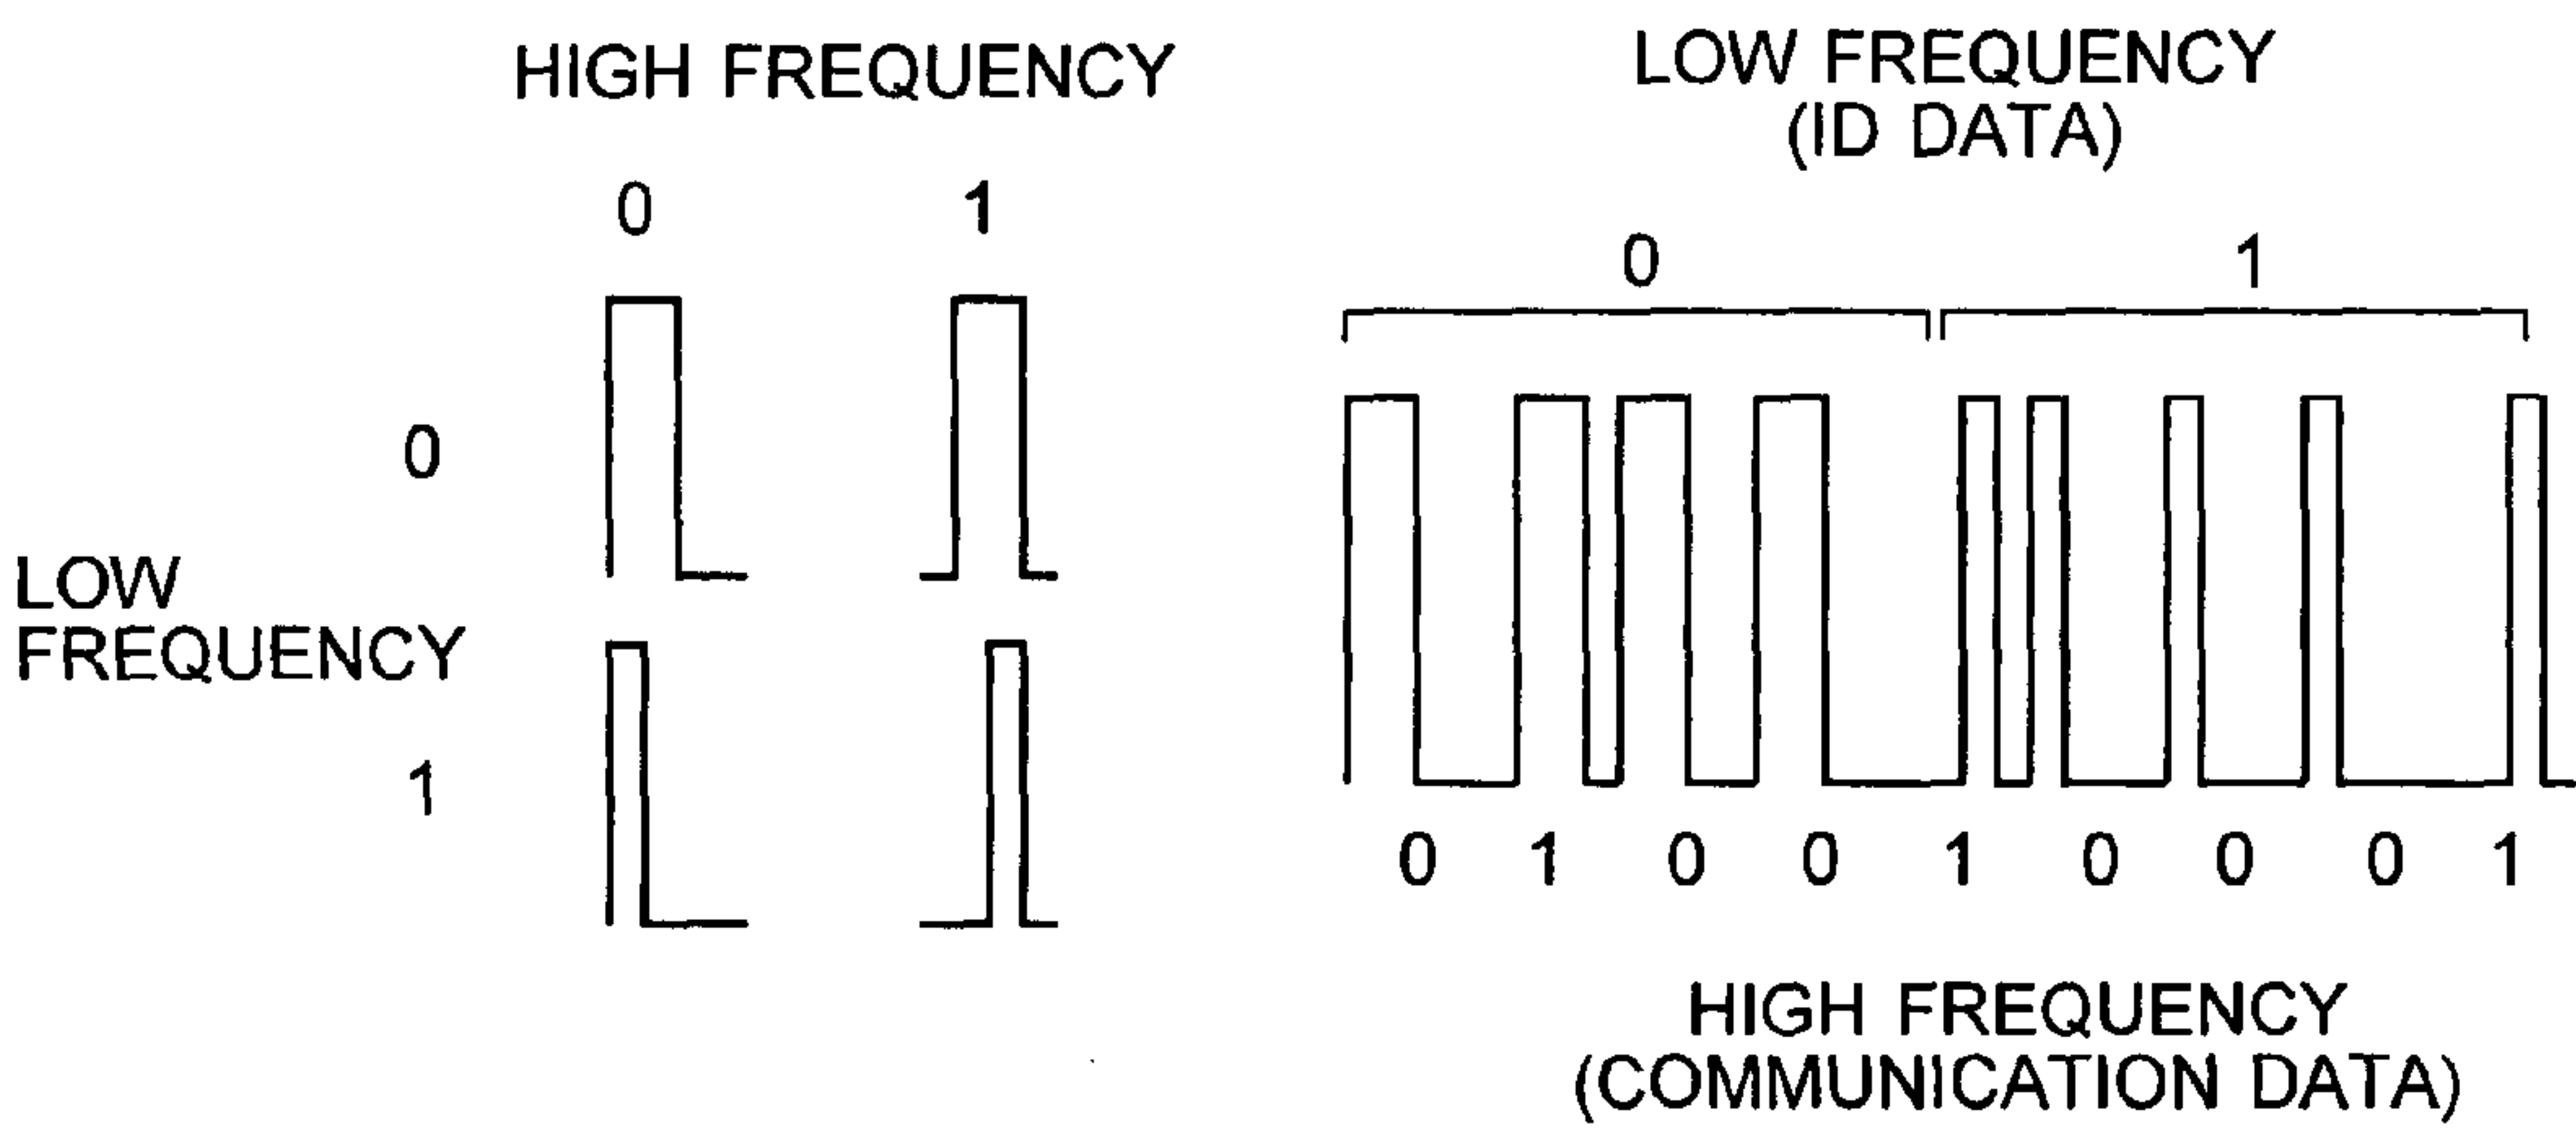 HIGH FREQUENCY
0 1
0
LOW
FREQUENCY
1
LOW FREQUENCY
(ID DATA)
0 1
0 1 0 0 1 0 0 0 1
HIGH FREQUENCY
(COMMUNICATION DATA)